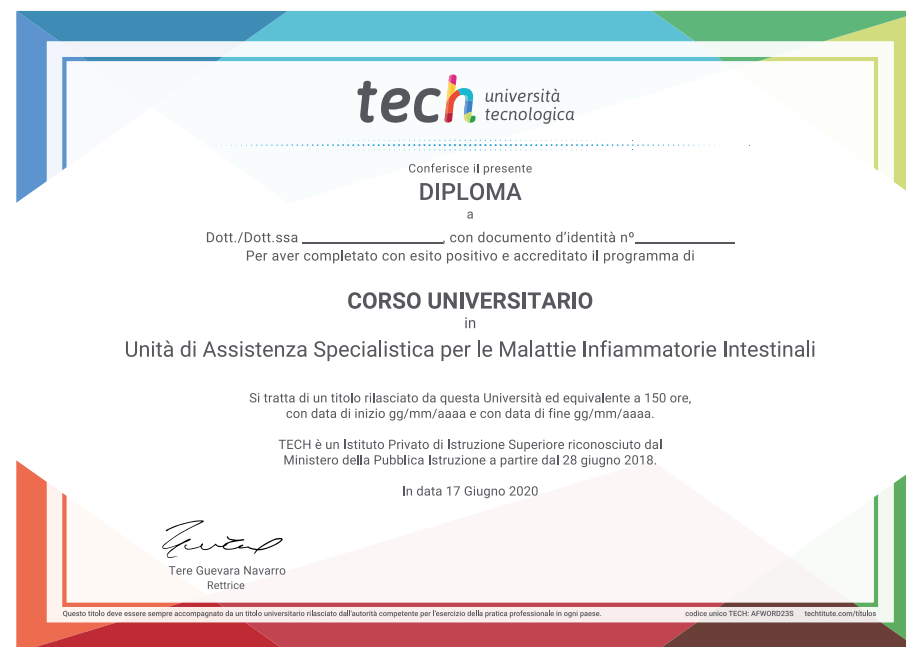 tech università
tecnologica
Conferisce il presente
DIPLOMA
a
Dott./Dott.ssa ________________, con documento d'identità nº____________
Per aver completato con esito positivo e accreditato il programma di
CORSO UNIVERSITARIO
in
Unità di Assistenza Specialistica per le Malattie Infiammatorie Intestinali
Si tratta di un titolo rilasciato da questa Università ed equivalente a 150 ore,
con data di inizio gg/mm/aaaa e con data di fine gg/mm/aaaa.
TECH è un Istituto Privato di Istruzione Superiore riconosciuto dal
Ministero della Pubblica Istruzione a partire dal 28 giugno 2018.
In data 17 Giugno 2020
Tere Guevara Navarro
Rettrice
Questo titolo deve essere sempre accompagnato da un titolo universitario rilasciato dall'autorità competente per l'esercizio della pratica professionale in ogni paese. codice unico TECH: AFWORD23S techtitute.com/titulos